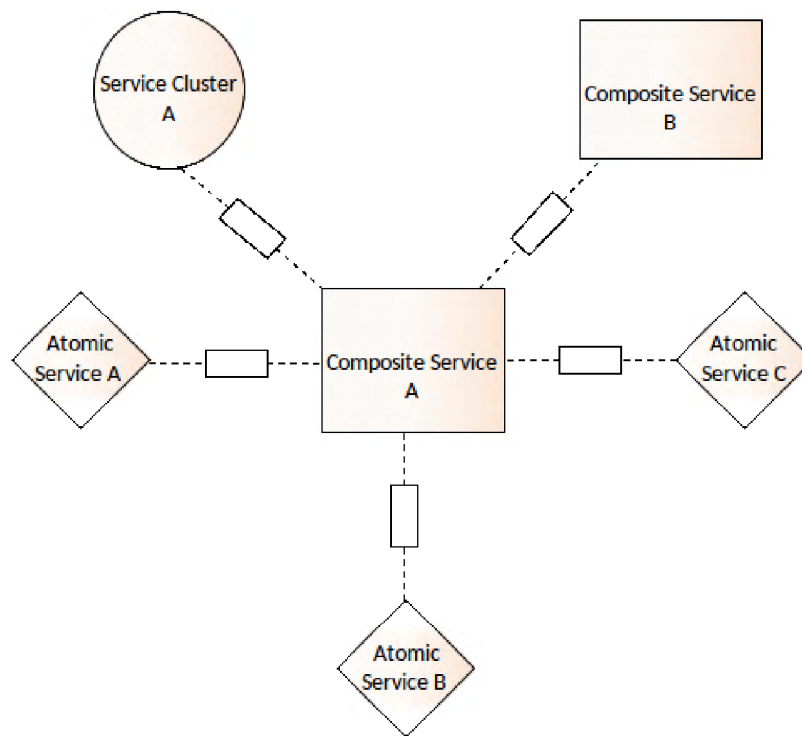 Service Cluster
A
Composite Service
B
Atomic
Service A
Composite Service
A
Atomic
Service C
Atomic
Service B